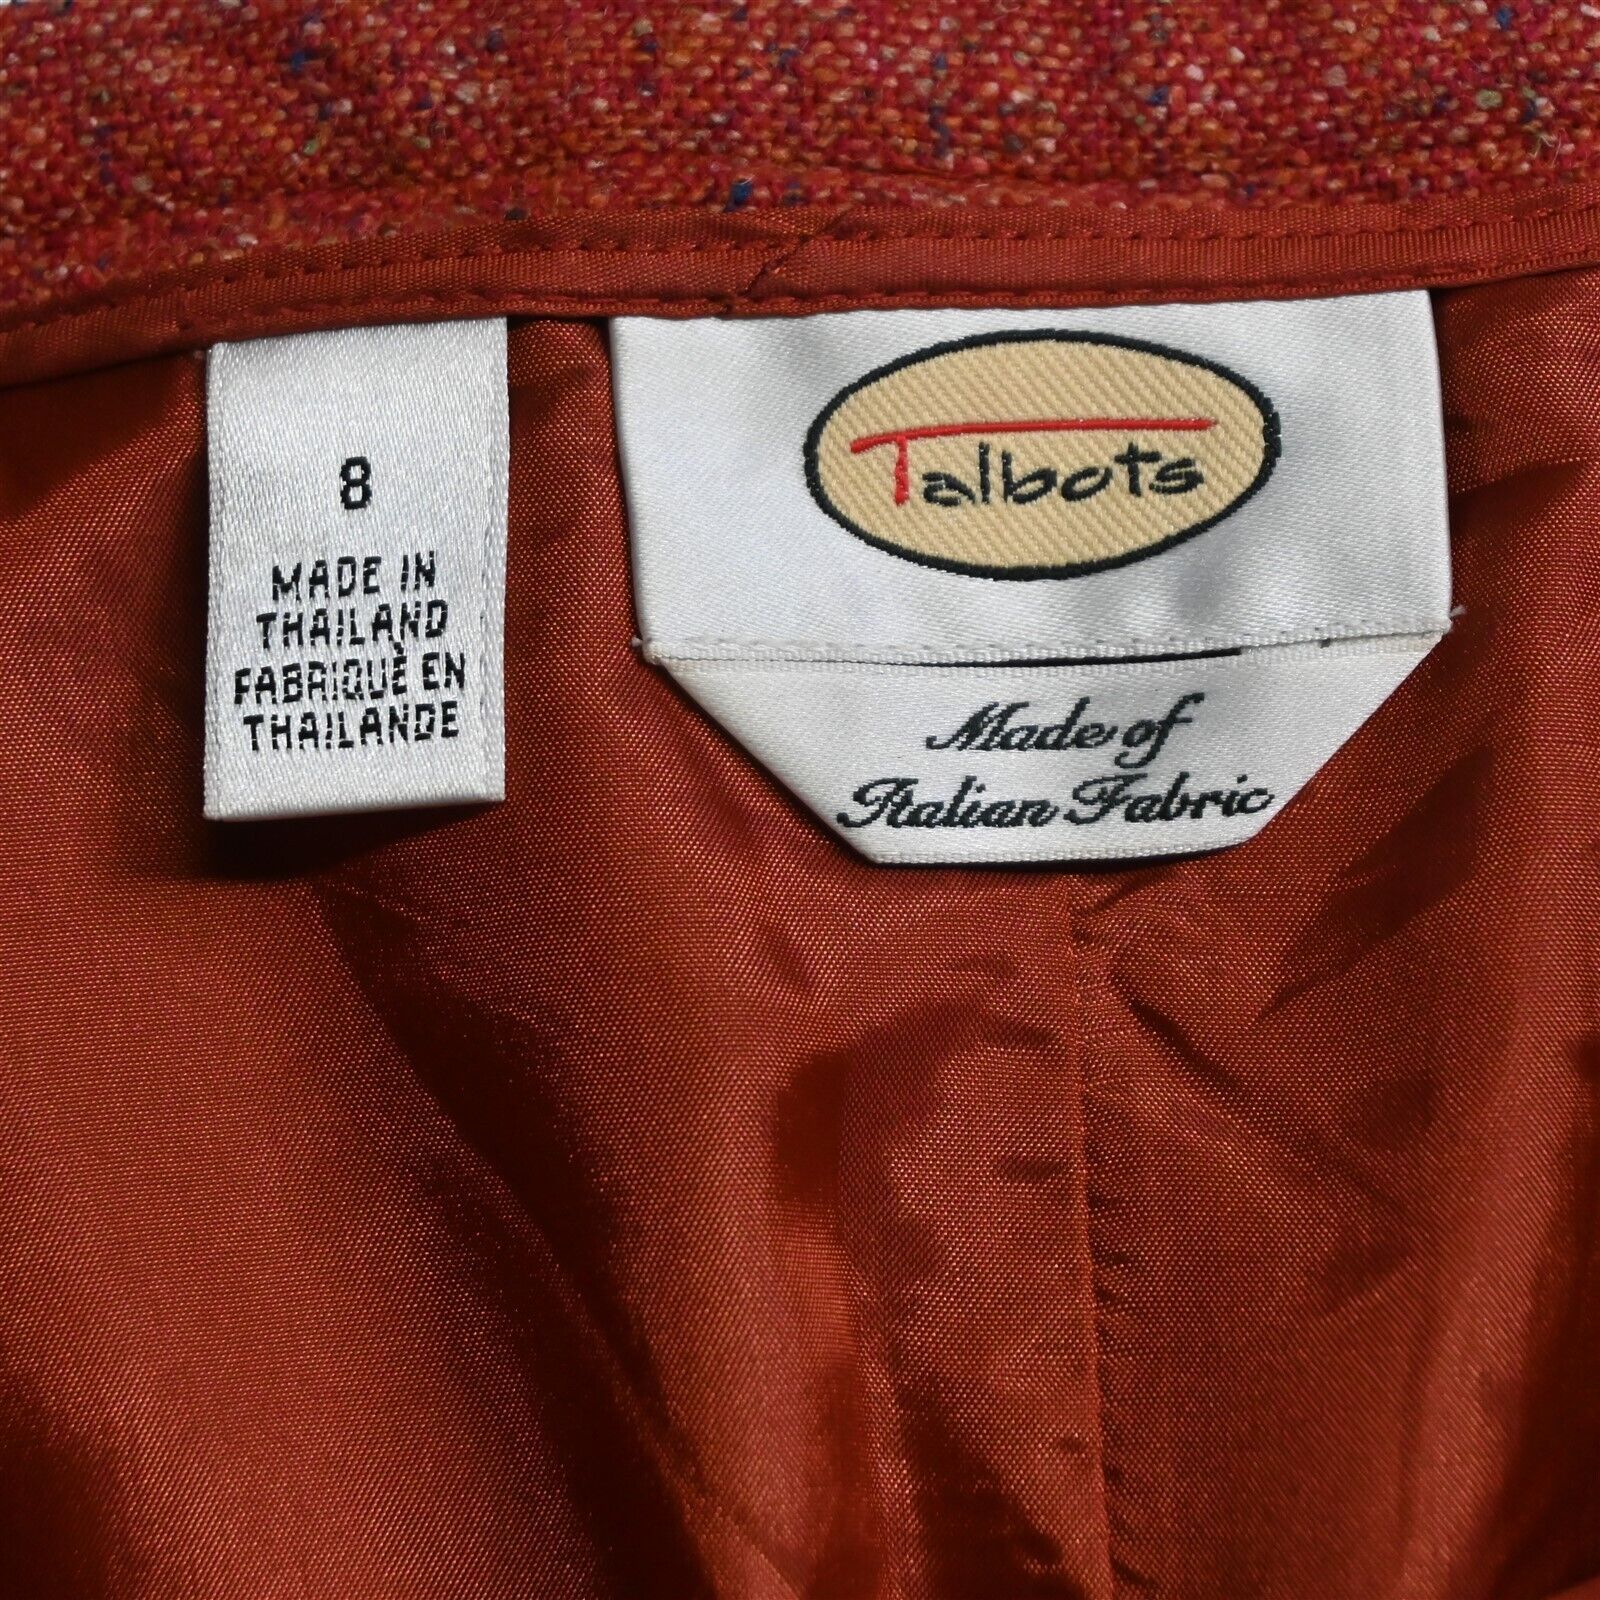 8
MADE IN
THAILAND
FABRIQUÈ EN
THAILANDE
Talbots
Made of
Italian Fabric